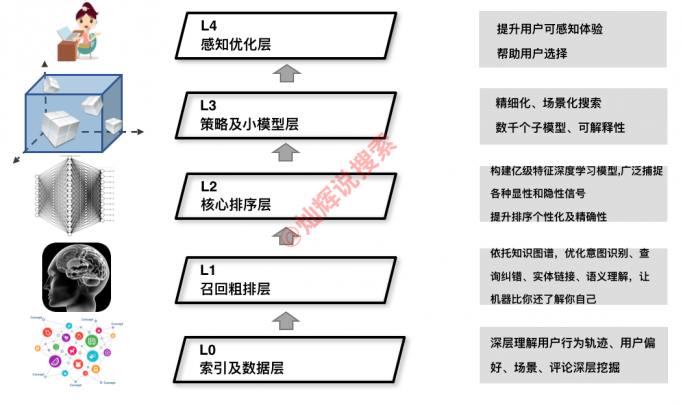 L4
感知优化层
提升用户可感知体验
帮助用户选择
L3
策略及小模型层
精细化、场景化搜索
数千个子模型、可解释性
L2
核心排序层
构建亿级特征深度学习模型,广泛捕捉
各种显性和隐性信号
提升排序个性化及精确性
L1
召回粗排层
依托知识图谱，优化意图识别、查
询纠错、实体链接、语义理解，让
机器比你还了解你自己
L0
索引及数据层
深层理解用户行为轨迹、用户偏
好、场景、评论深层挖掘
@灿辉说搜索
Concept
Concept
Concept
Concept
Concept